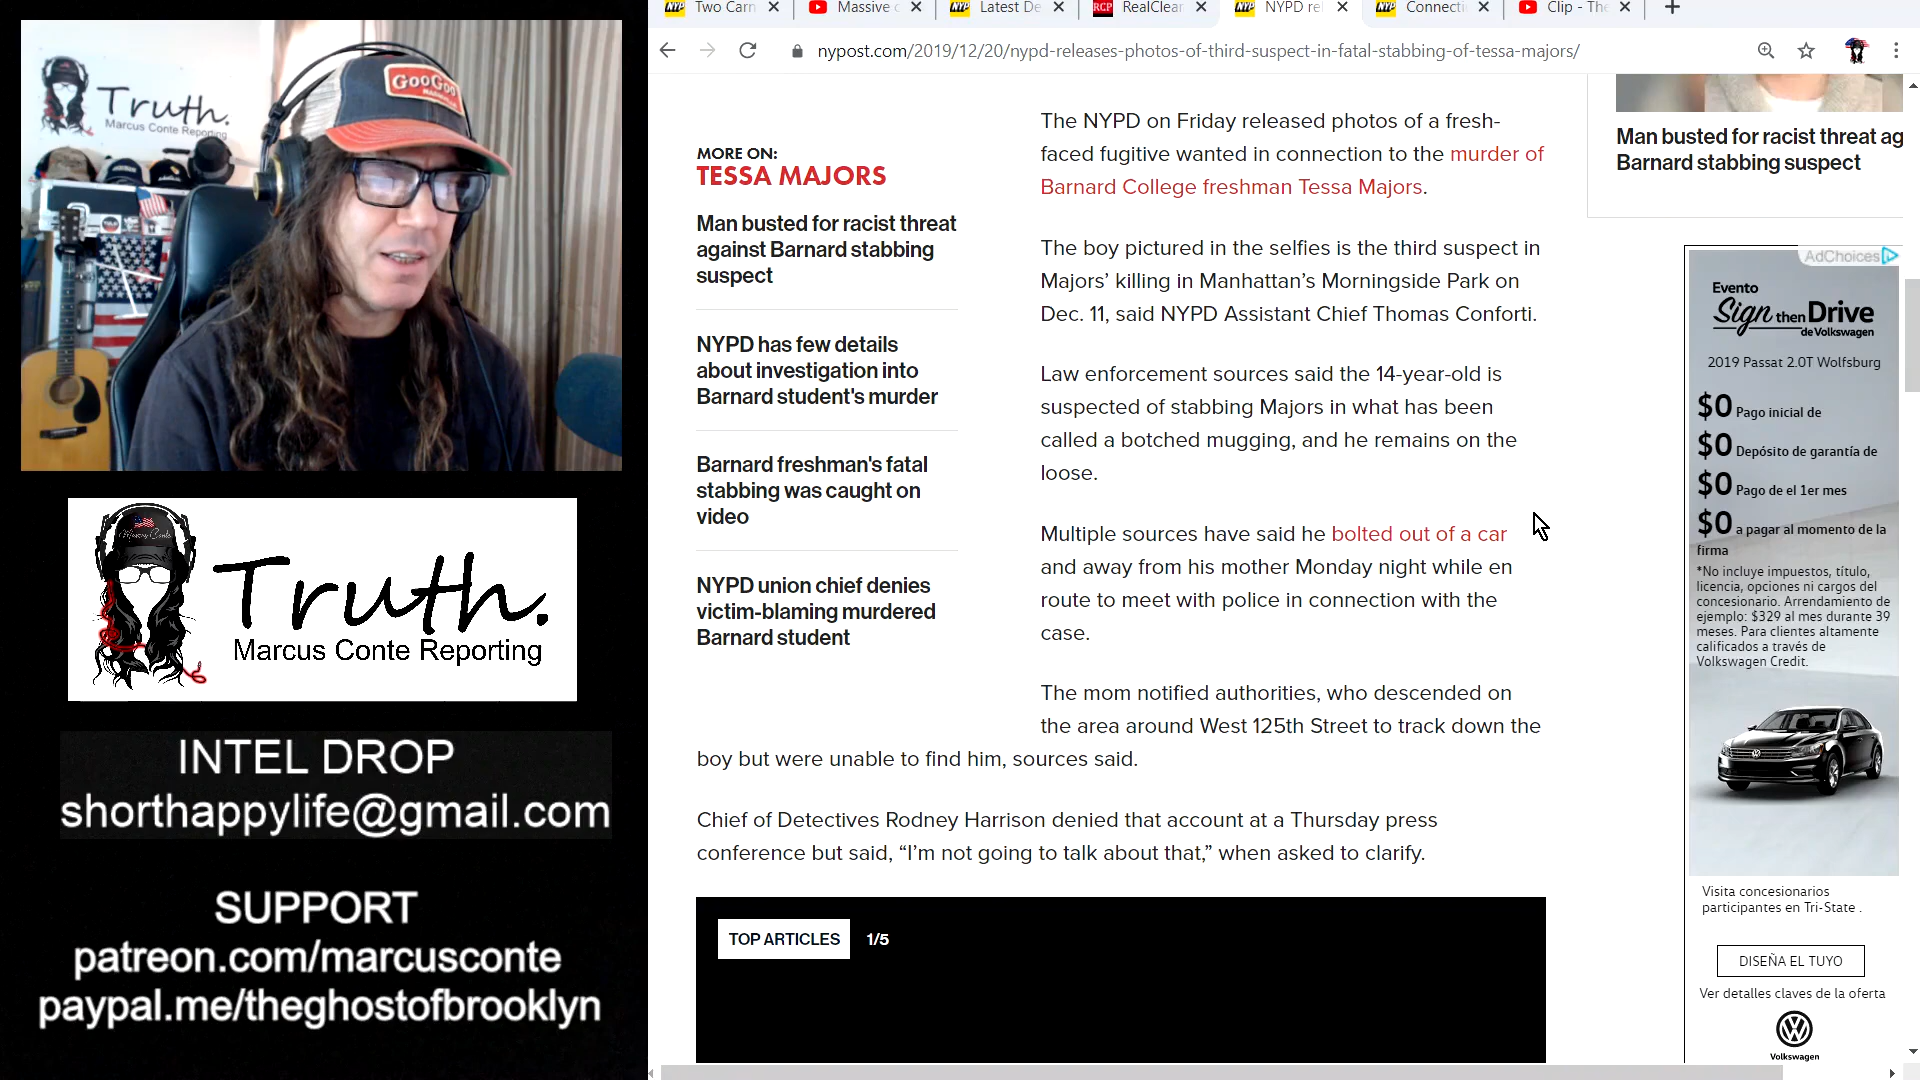 Truth.
Marcus Conte Reporting
GooGoo
Truth.
Marcus Conte Reporting
INTEL DROP
shorthappylife@gmail.com
SUPPORT
patreon.com/marcusconte
paypal.me/theghostofbrooklyn
Two Carn
Massive
Latest De
RealClear
NYPD rel
Connecti
Clip - The
nypost.com/2019/12/20/nypd-releases-photos-of-third-suspect-in-fatal-stabbing-of-tessa-majors/
MORE ON:
TESSA MAJORS
Man busted for racist threat
against Barnard stabbing
suspect
NYPD has few details
about investigation into
Barnard student's murder
Barnard freshman's fatal
stabbing was caught on
video
NYPD union chief denies
victim-blaming murdered
Barnard student
The NYPD on Friday released photos of a fresh-
faced fugitive wanted in connection to the murder of
Barnard College freshman Tessa Majors.
The boy pictured in the selfies is the third suspect in
Majors’ killing in Manhattan’s Morningside Park on
Dec. 11, said NYPD Assistant Chief Thomas Conforti.
Law enforcement sources said the 14-year-old is
suspected of stabbing Majors in what has been
called a botched mugging, and he remains on the
loose.
Multiple sources have said he bolted out of a car
and away from his mother Monday night while en
route to meet with police in connection with the
case.
The mom notified authorities, who descended on
the area around West 125th Street to track down the
boy but were unable to find him, sources said.
Chief of Detectives Rodney Harrison denied that account at a Thursday press
conference but said, “I’m not going to talk about that,” when asked to clarify.
TOP ARTICLES 1/5
Man busted for racist threat ag
Barnard stabbing suspect
AdChoices
Evento
Sign then Drive
de Volkswagen
2019 Passat 2.0T Wolfsburg
$0 Pago inicial de
$0 Depósito de garantía de
$0 Pago de el 1er mes
$0 a pagar al momento de la
firma
*No incluye impuestos, título,
licencia, opciones ni cargos del
concesionario. Arrendamiento de
ejemplo: $329 al mes durante 39
meses. Para clientes altamente
calificados a través de
Volkswagen Credit.
Visita concesionarios
participantes en Tri-State .
DISEÑA EL TUYO
Ver detalles claves de la oferta
Volkswagen